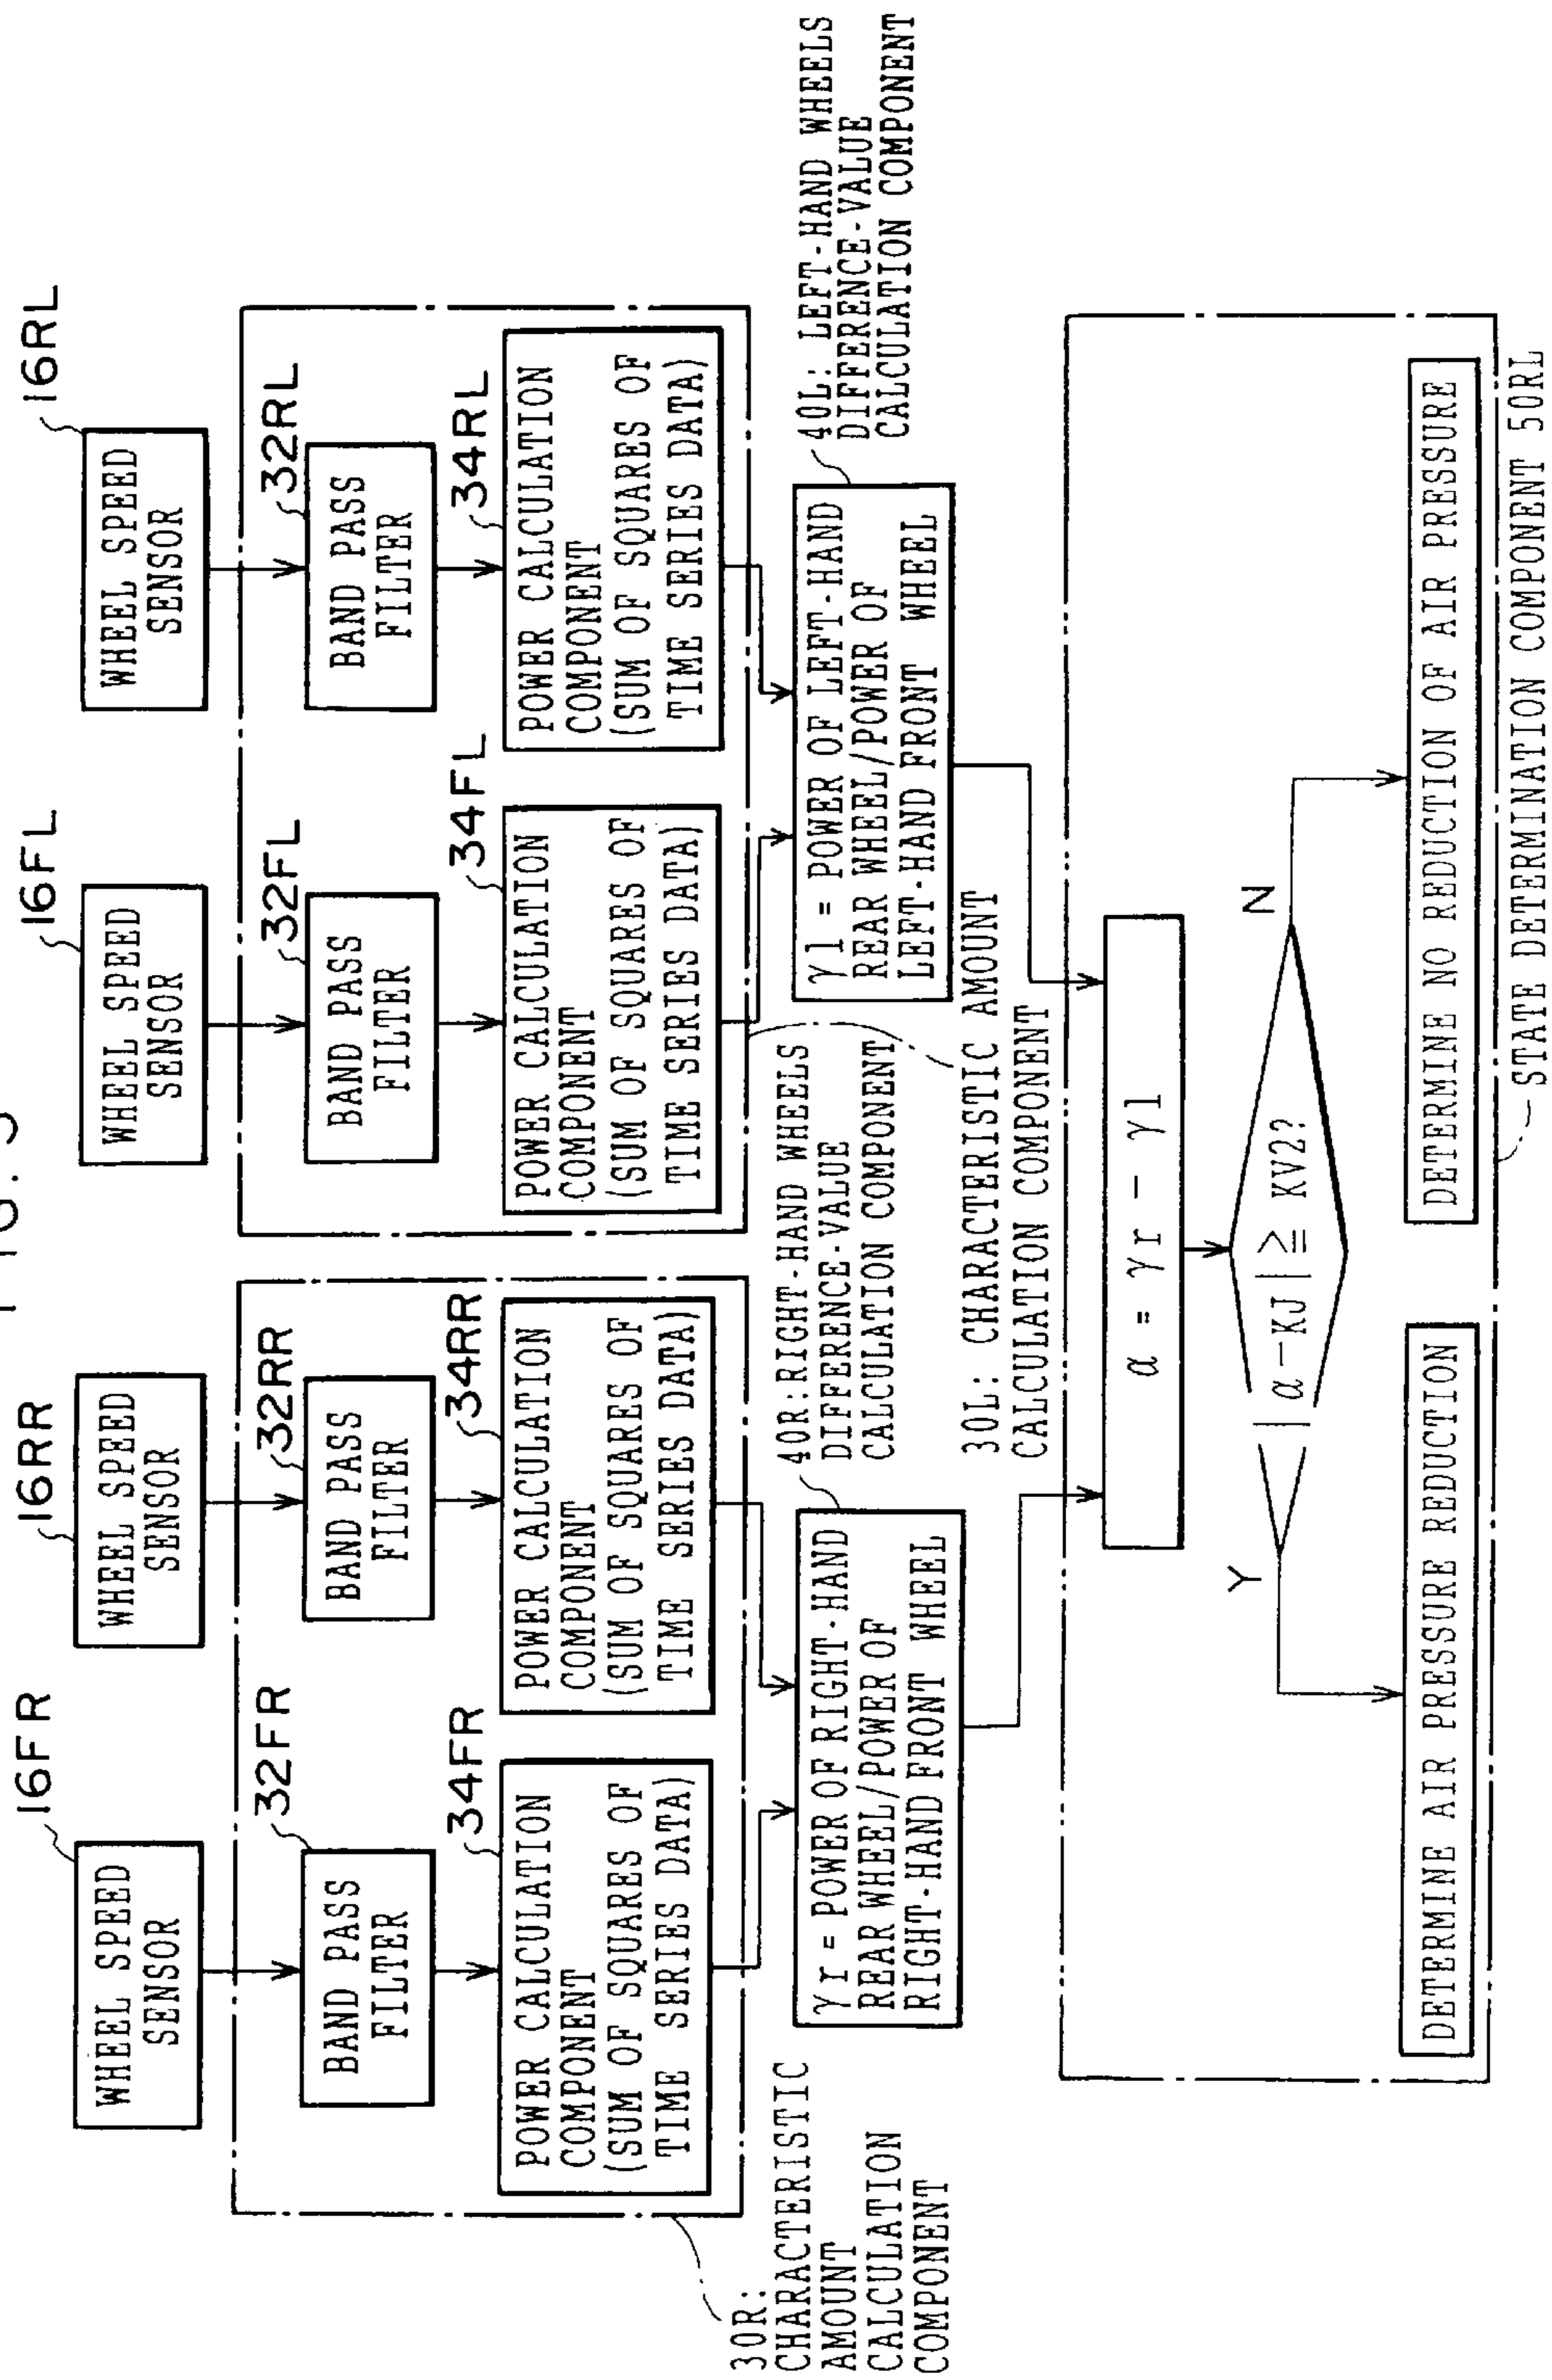 16FR
16RR
16FL
16RL
WHEEL SPEED
SENSOR
WHEEL SPEED
SENSOR
WHEEL SPEED
SENSOR
WHEEL SPEED
SENSOR
32FR
32RR
32FL
32RL
BAND PASS
FILTER
BAND PASS
FILTER
BAND PASS
FILTER
BAND PASS
FILTER
34FR
34RR
34FL
34RL
POWER CALCULATION
COMPONENT
(SUM OF SQUARES OF
TIME SERIES DATA)
POWER CALCULATION
COMPONENT
(SUM OF SQUARES OF
TIME SERIES DATA)
POWER CALCULATION
COMPONENT
(SUM OF SQUARES OF
TIME SERIES DATA)
POWER CALCULATION
COMPONENT
(SUM OF SQUARES OF
TIME SERIES DATA)
30R:
CHARACTERISTIC
AMOUNT
CALCULATION
COMPONENT
γr = POWER OF RIGHT-HAND
REAR WHEEL/POWER OF
RIGHT-HAND FRONT WHEEL
40R:RIGHT-HAND WHEELS
DIFFERENCE-VALUE
CALCULATION COMPONENT
γl = POWER OF LEFT-HAND
REAR WHEEL/POWER OF
LEFT-HAND FRONT WHEEL
40L: LEFT-HAND WHEELS
DIFFERENCE-VALUE
CALCULATION COMPONENT
30L: CHARACTERISTIC AMOUNT
CALCULATION COMPONENT
α = γr - γl
|α-KJ| ≧ KV2?
Y
N
DETERMINE AIR PRESSURE REDUCTION
DETERMINE NO REDUCTION OF AIR PRESSURE
STATE DETERMINATION COMPONENT 50RL